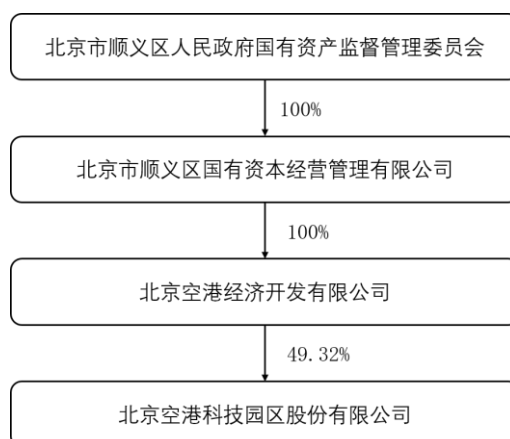 北京市顺义区人民政府国有资产监督管理委员会
100%
北京市顺义区国有资本经营管理有限公司
100%
北京空港经济开发有限公司
49.32%
北京空港科技园区股份有限公司